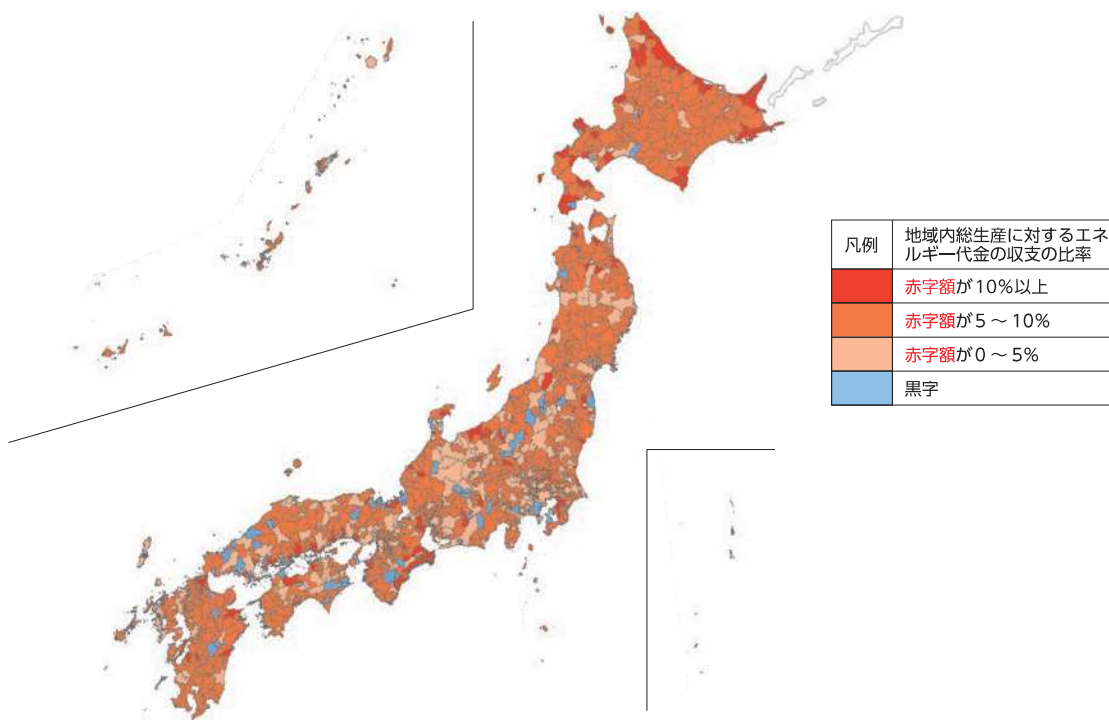 凡例
地域内総生産に対するエネ
ルギー代金の収支の比率
赤字額が10%以上
赤字額が5～10%
赤字額が0～5%
黒字